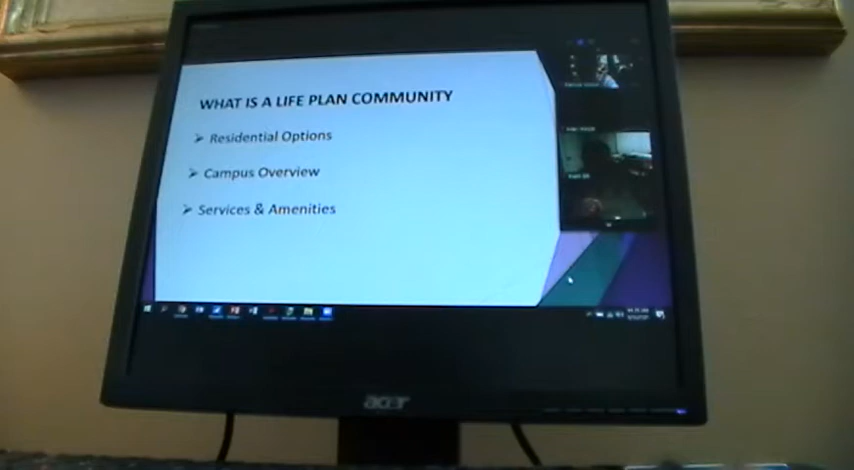 WHAT IS A LIFE PLAN COMMUNITY
➢ Residential Options
➢ Campus Overview
➢ Services & Amenities
acer